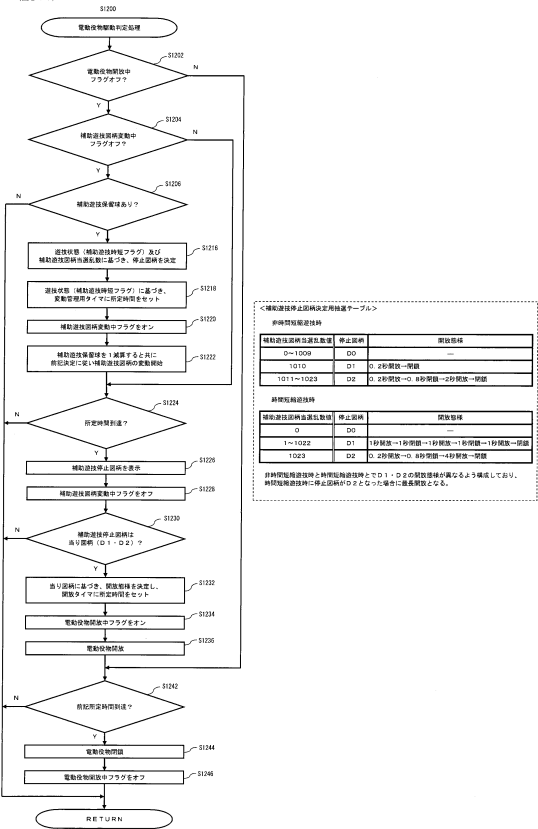 S1200
電動役物駆動判定処理
S1202
電動役物開放中
フラグオフ?
N
Y
S1204
補助遊技図柄変動中
フラグオフ?
N
Y
S1206
補助遊技保留球あり?
N
Y
S1216
遊技状態(補助遊技時短フラグ)及び
補助遊技図柄当選乱数に基づき、停止図柄を決定
S1218
遊技状態(補助遊技時短フラグ)に基づき、
変動管理用タイマに所定時間をセット
S1220
補助遊技図柄変動中フラグをオン
S1222
補助遊技保留球を1減算すると共に
前記決定に従い補助遊技図柄の変動開始
S1224
所定時間到達?
N
Y
S1226
補助遊技停止図柄を表示
S1228
補助遊技図柄変動中フラグをオフ
S1230
補助遊技停止図柄は
当り図柄(D1・D2)?
N
Y
S1232
当り図柄に基づき、開放態様を決定し、
開放タイマに所定時間をセット
S1234
電動役物開放中フラグをオン
S1236
電動役物開放
S1242
前記所定時間到達?
N
Y
S1244
電動役物閉鎖
S1246
電動役物開放中フラグをオフ
RETURN
<補助遊技停止図柄決定用抽選テーブル>
非時間短縮遊技時
補助遊技図柄当選乱数値 停止図柄 開放態様
0~1009 D0 —
1010 D1 0.2秒開放→閉鎖
1011~1023 D2 0.2秒開放→0.8秒閉鎖→2秒開放→閉鎖
時間短縮遊技時
補助遊技図柄当選乱数値 停止図柄 開放態様
0 D0 —
1~1022 D1 1秒開放→1秒閉鎖→1秒開放→1秒閉鎖→1秒開放→閉鎖
1023 D2 0.2秒開放→0.8秒閉鎖→4秒開放→閉鎖
非時間短縮遊技時と時間短縮遊技時とでD1・D2の開放態様が異なるよう構成しており、
時間短縮遊技時に停止図柄がD2となった場合に最長開放となる。